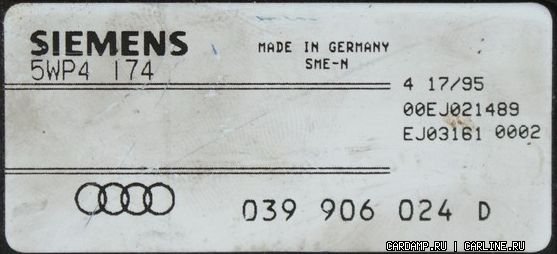 SIEMENS
5WP4 174
MADE IN GERMANY
SME-N
4 17/95
00EJ021489
EJ03161 0002
039 906 024 D
CARDAMP.RU | CARLINE.RU